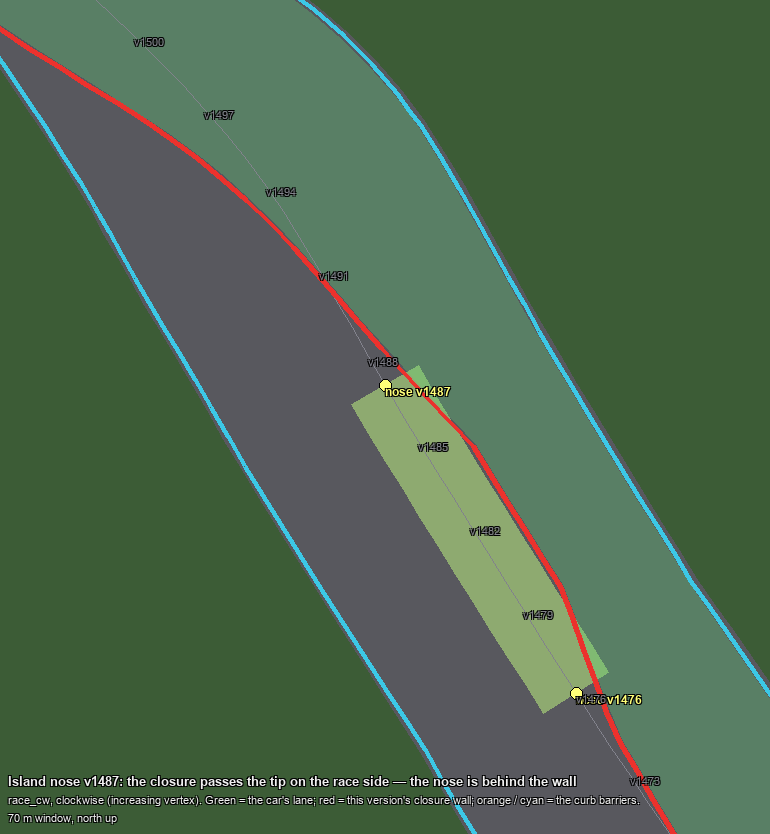 v1500
v1497
v1494
v1491
v1488
nose v1487
v1485
v1482
v1479
v1476
v1476
v1473
Island nose v1487: the closure passes the tip on the race side — the nose is behind the wall
race_cw, clockwise (increasing vertex). Green = the car's lane; red = this version's closure wall; orange / cyan = the curb barriers.
70 m window, north up